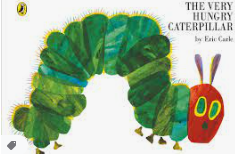 THE VERY
HUNGRY
CATERPILLAR
by Eric Carle